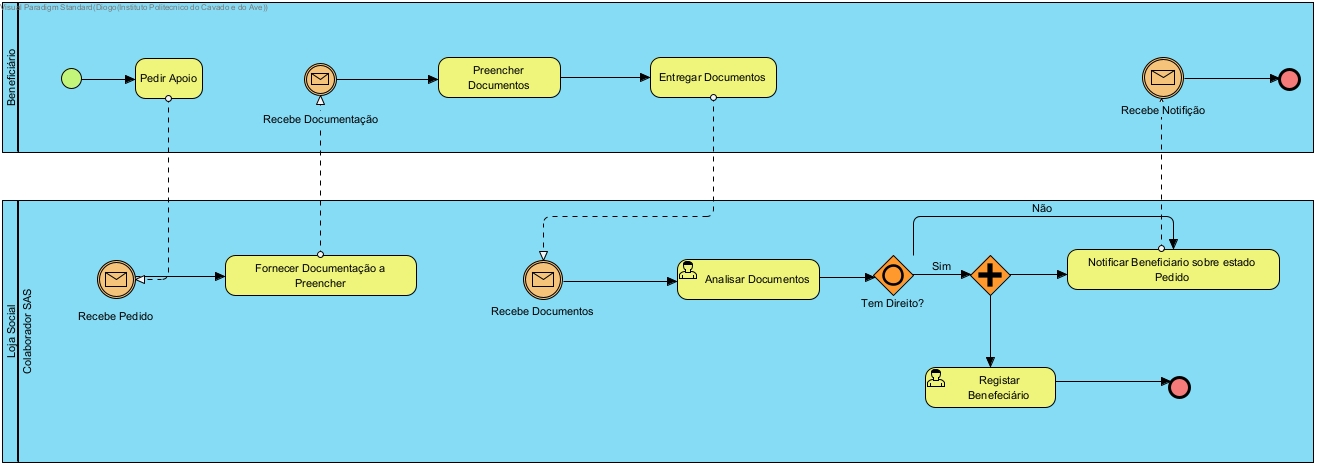 Visual Paradigm Standard(Diogo(Instituto Politecnico do Cavado e do Ave))
Beneficiário
Pedir Apoio
Recebe Documentação
Preencher
Documentos
Entregar Documentos
Recebe Notifição
Loja Social
Colaborador SAS
Recebe Pedido
Fornecer Documentação a
Preencher
Recebe Documentos
Analisar Documentos
Tem Direito?
Sim
Não
Notificar Beneficiario sobre estado
Pedido
Registar
Benefeciário